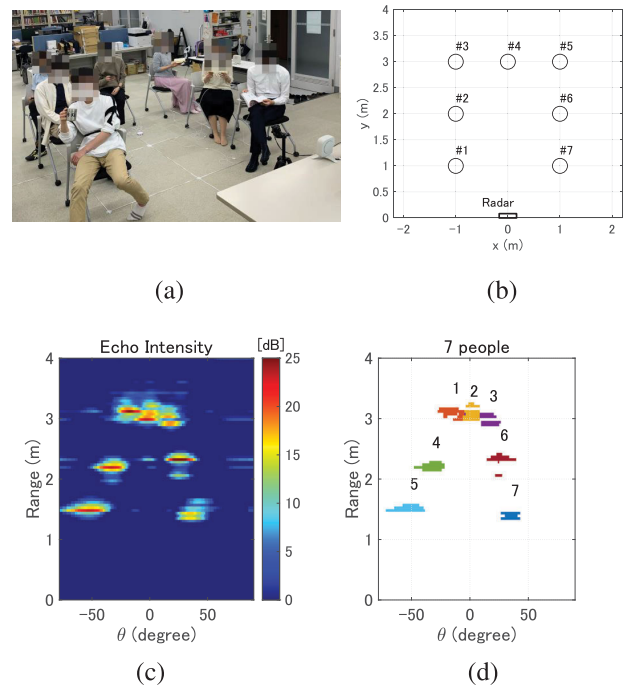 4
3.5
3
2.5
2
1.5
1
0.5
0
y (m)
#3 #4 #5
#2 #6
#1 #7
Radar
−2 −1 0 1 2
x (m)
(a) (b)
Echo Intensity
[dB]
4
3
2
1
0
Range (m)
25
20
15
10
5
0
−50 0 50
θ (degree)
7 people
4
3
2
1
0
Range (m)
1 2 3
4 6
5 7
−50 0 50
θ (degree)
(c) (d)